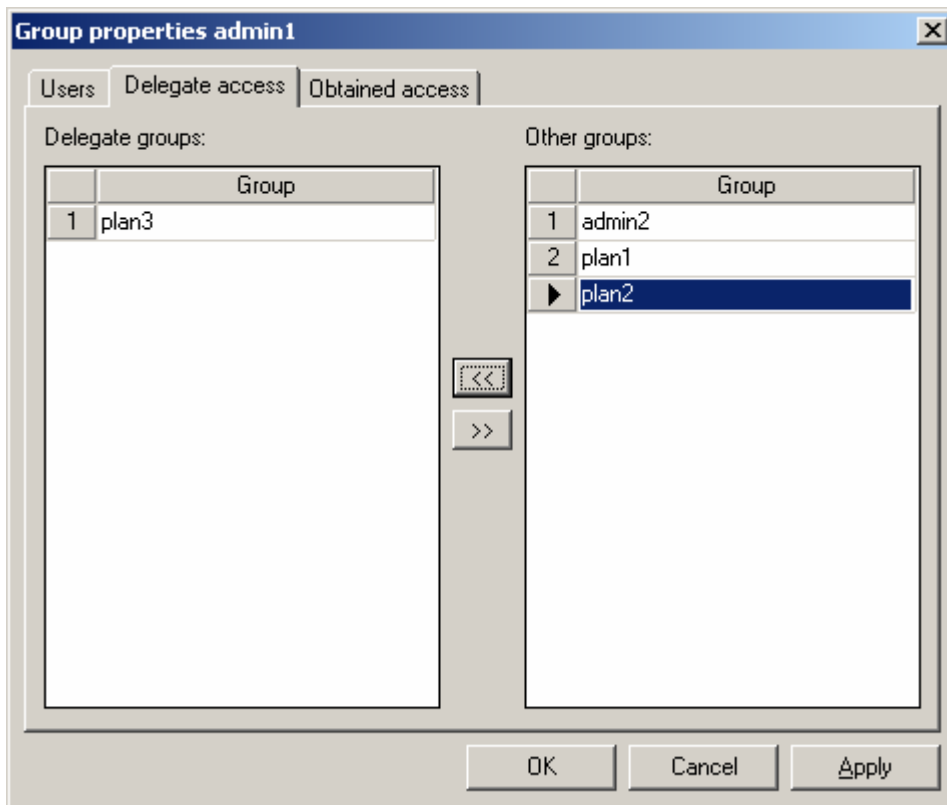 Group properties admin1
Users Delegate access Obtained access
Delegate groups:
Group
1 plan3
<<
>>
Other groups:
Group
1 admin2
2 plan1
plan2
OK Cancel Apply